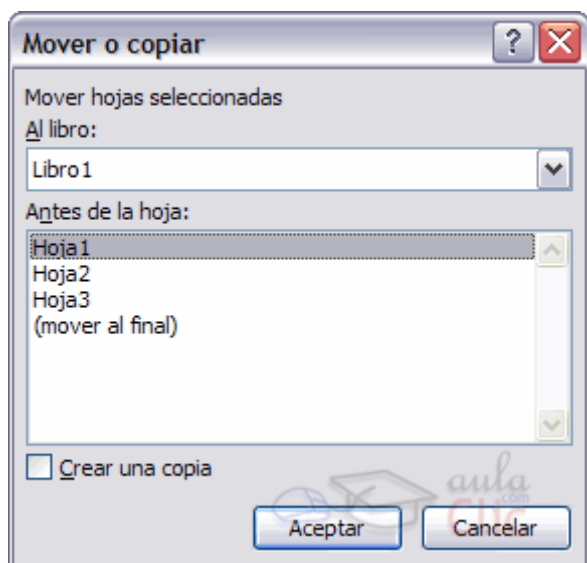 Mover o copiar
Mover hojas seleccionadas
Al libro:
Libro1
Antes de la hoja:
Hoja1
Hoja2
Hoja3
(mover al final)
Crear una copia
aula
.com
Clic
Aceptar
Cancelar